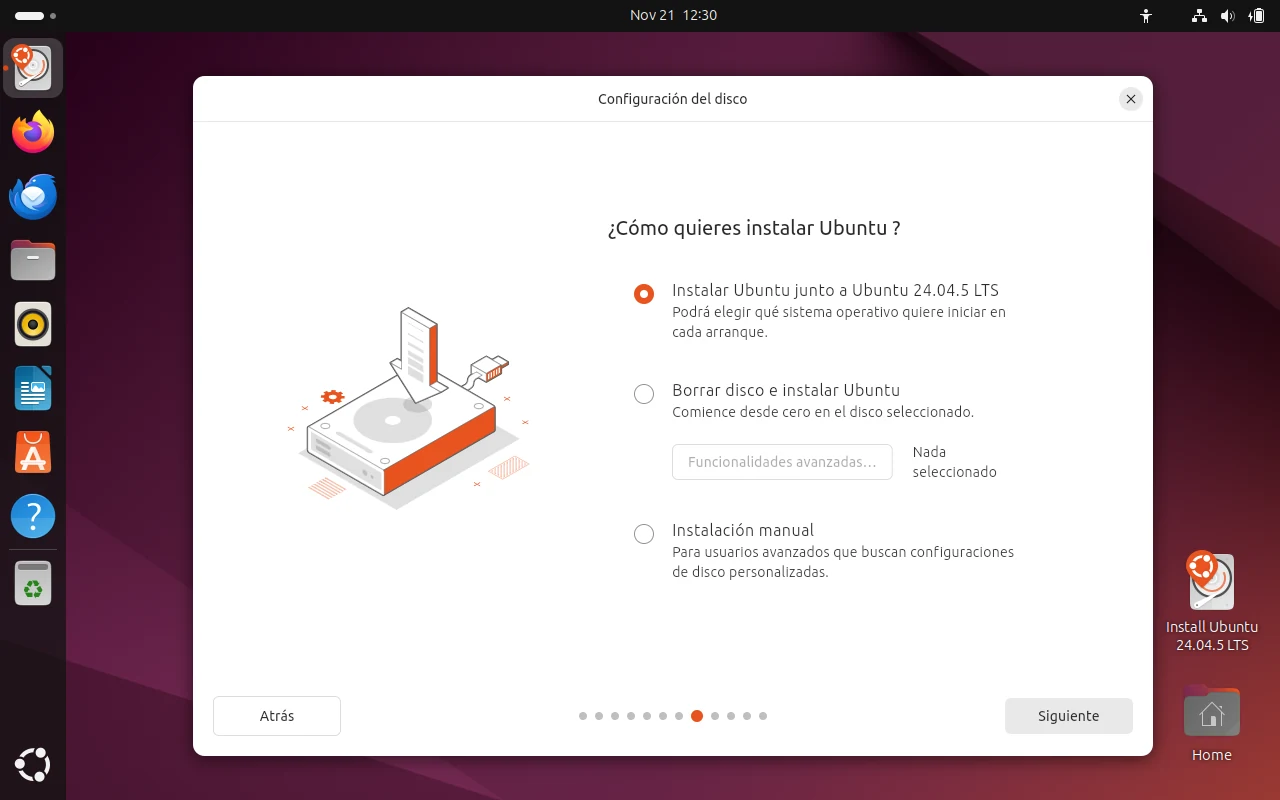 Nov 21 12:30
Configuración del disco
¿Cómo quieres instalar Ubuntu ?
Instalar Ubuntu junto a Ubuntu 24.04.5 LTS
Podrá elegir qué sistema operativo quiere iniciar en
cada arranque.
Borrar disco e instalar Ubuntu
Comience desde cero en el disco seleccionado.
Funcionalidades avanzadas…
Nada
seleccionado
Instalación manual
Para usuarios avanzados que buscan configuraciones
de disco personalizadas.
Atrás
Siguiente
Install Ubuntu
24.04.5 LTS
Home